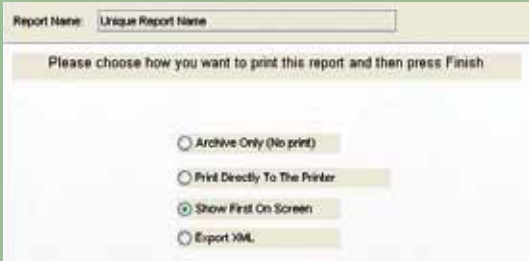 Report Name: Unique Report Name
Please choose how you want to print this report and then press Finish
Archive Only (No print)
Print Directly To The Printer
Show First On Screen
Export XML